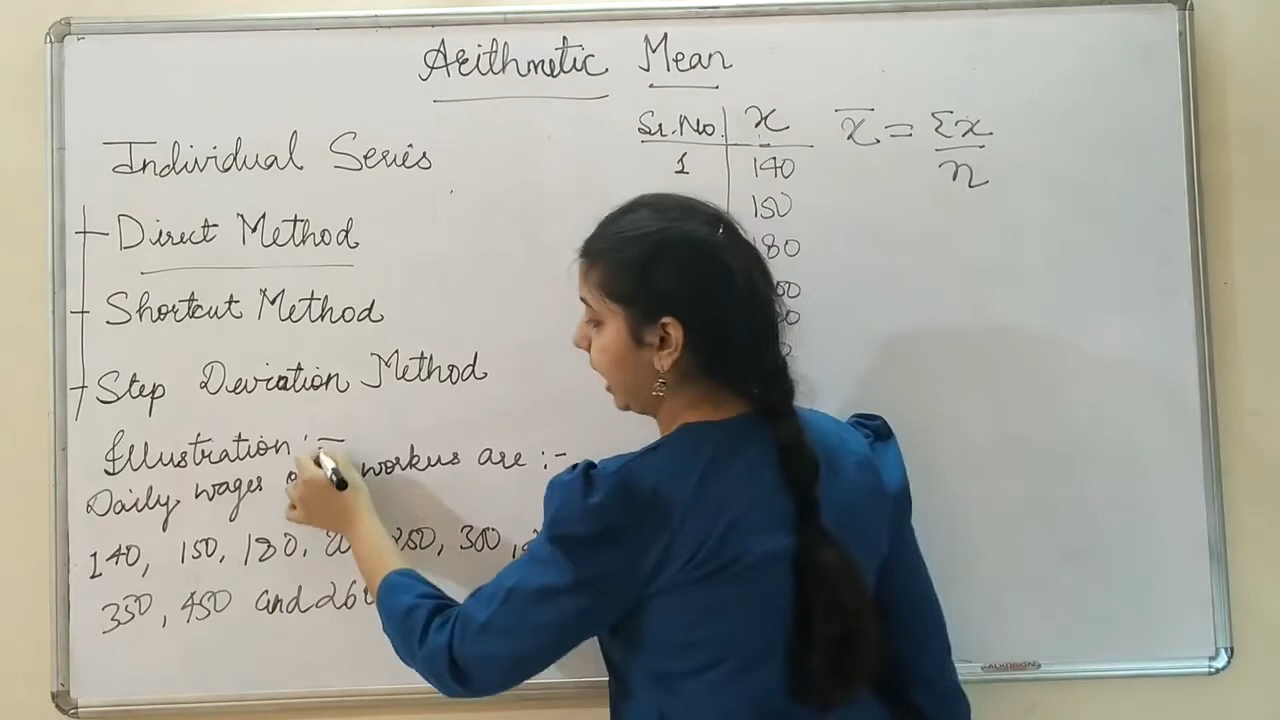 Arithmetic Mean
Individual Series
Direct Method
Shortcut Method
Step Deviation Method
Illustration :-
Daily wages workers are :-
140, 150, 180, 250, 300,
350, 450 and
Sr. No. x
1 140
150
180
x̄ = Σx
n
ALKOSIGN